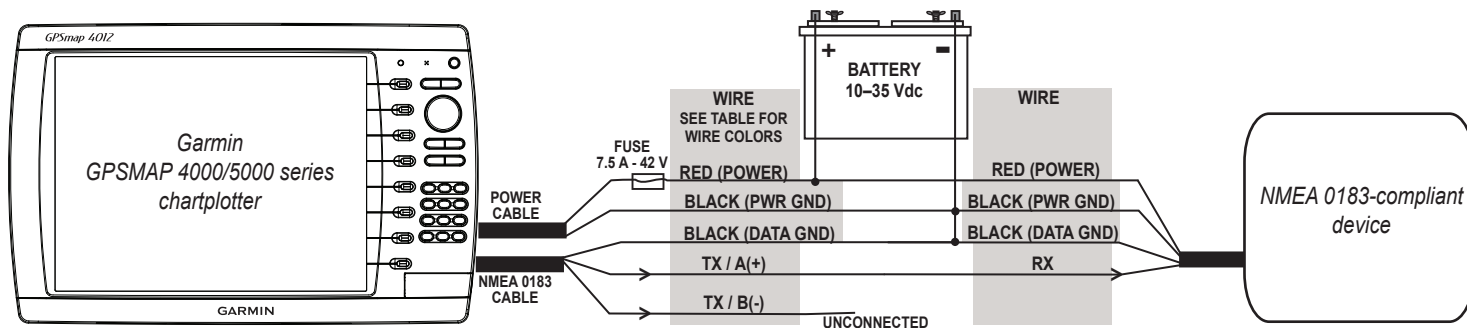 GPSmap 4012
Garmin
GPSMAP 4000/5000 series
chartplotter
GARMIN
POWER
CABLE
NMEA 0183
CABLE
FUSE
7.5 A - 42 V
WIRE
SEE TABLE FOR
WIRE COLORS
RED (POWER)
BLACK (PWR GND)
BLACK (DATA GND)
TX / A(+)
TX / B(-)
UNCONNECTED
+ -
BATTERY
10–35 Vdc
WIRE
RED (POWER)
BLACK (PWR GND)
BLACK (DATA GND)
RX
NMEA 0183-compliant
device